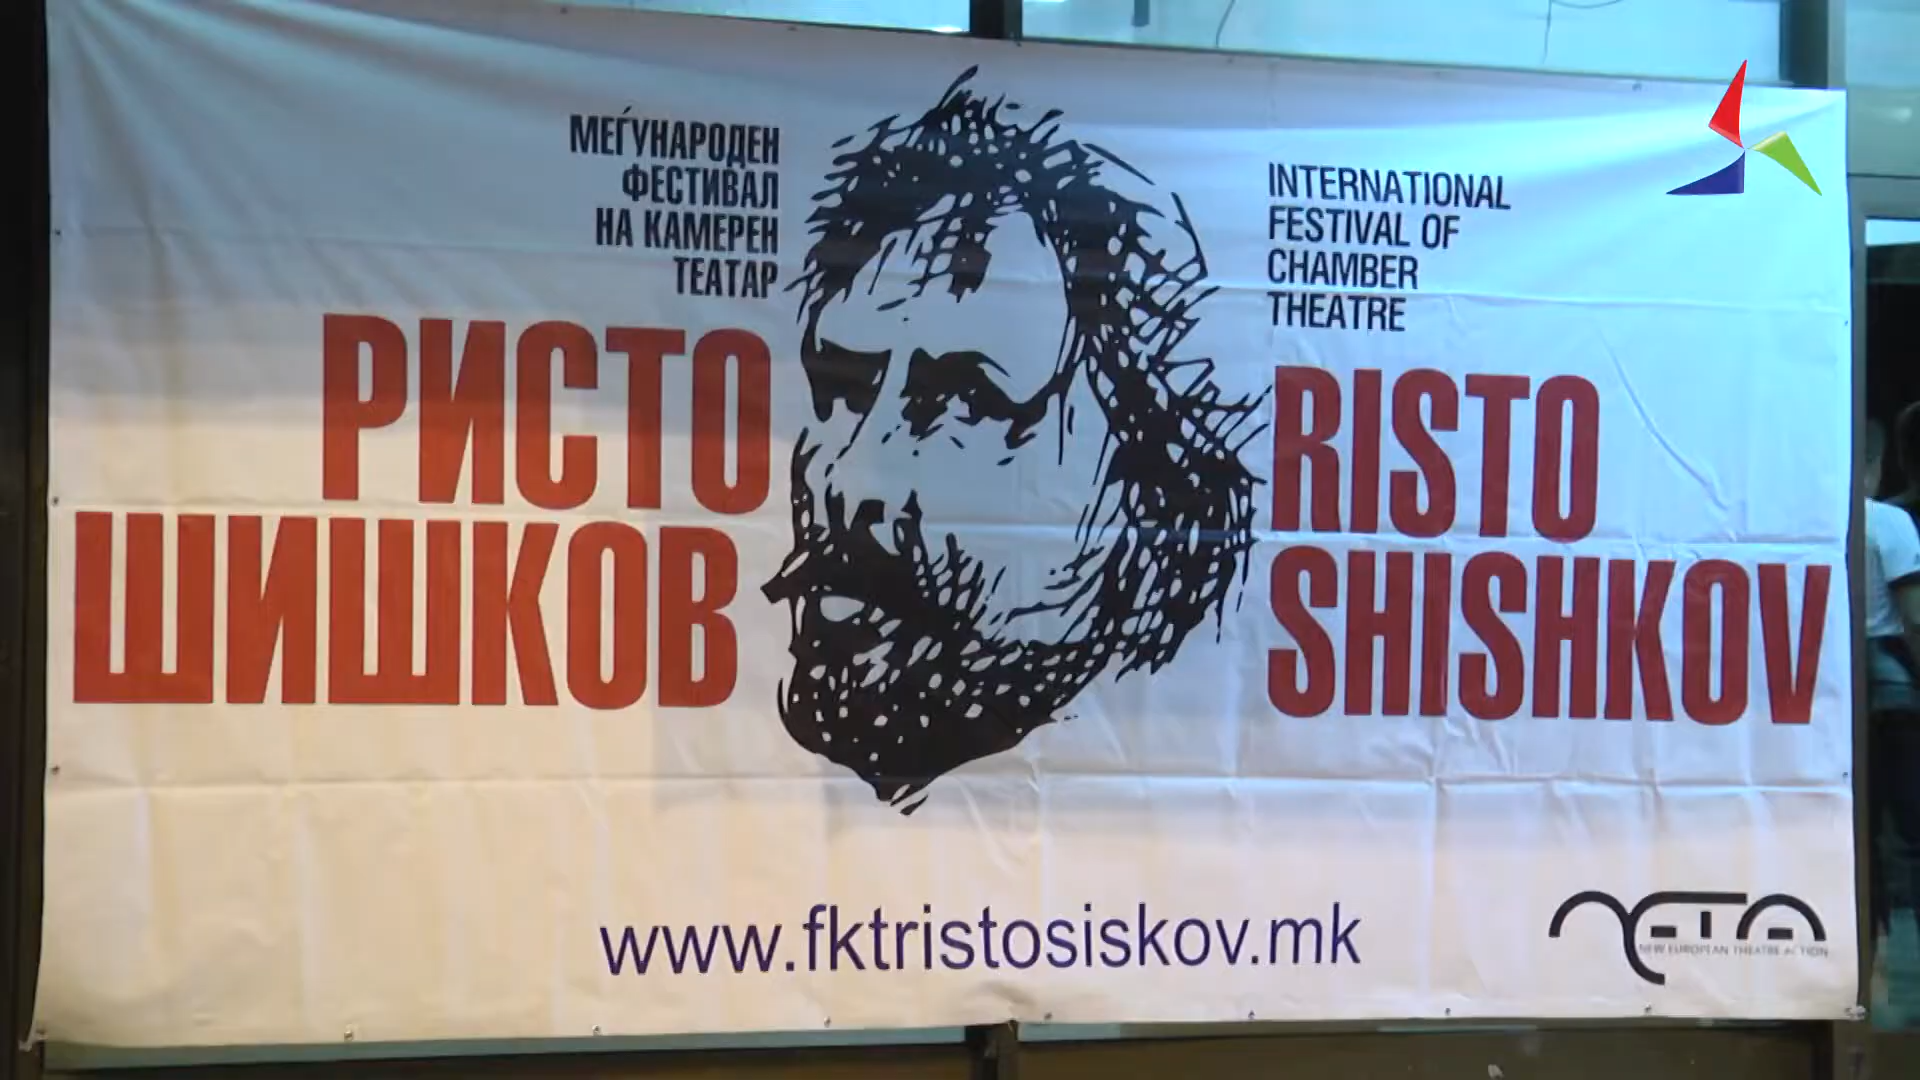 МЕЃУНАРОДЕН
ФЕСТИВАЛ
НА КАМЕРЕН
ТЕАТАР
РИСТО
ШИШКОВ
INTERNATIONAL
FESTIVAL OF
CHAMBER
THEATRE
RISTO
SHISHKOV
www.fktristosiskov.mk
NETA
NEW EUROPEAN THEATRE ACTION